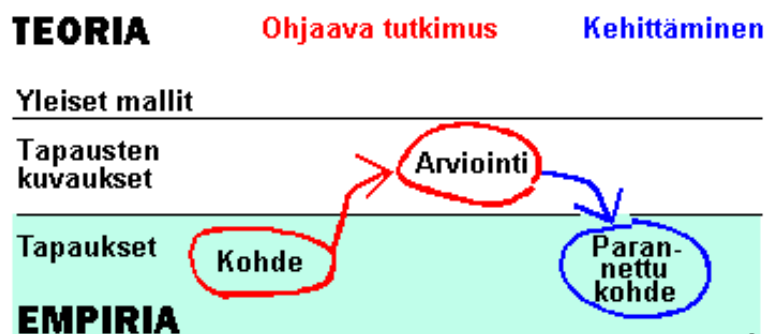 TEORIA Ohjaava tutkimus Kehittäminen
Yleiset mallit
Tapausten
kuvaukset
Arviointi
Tapaukset
Kohde
Paran-
nettu
kohde
EMPIRIA